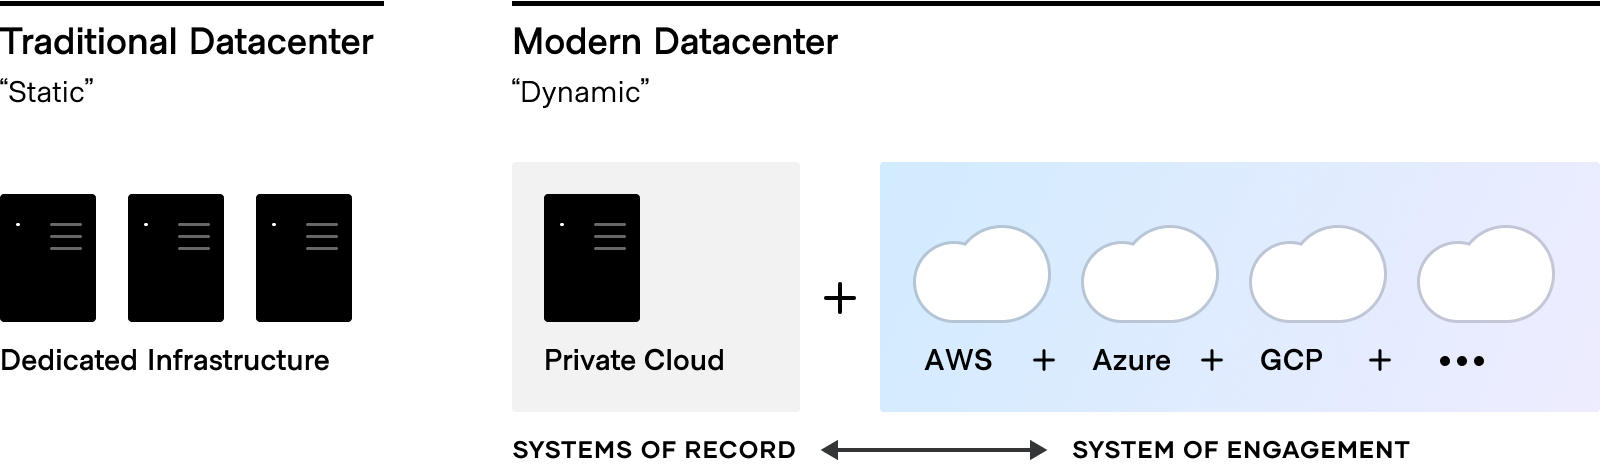 Traditional Datacenter
“Static”
Dedicated Infrastructure
Modern Datacenter
“Dynamic”
Private Cloud
+
AWS + Azure + GCP + •••
SYSTEMS OF RECORD
SYSTEM OF ENGAGEMENT